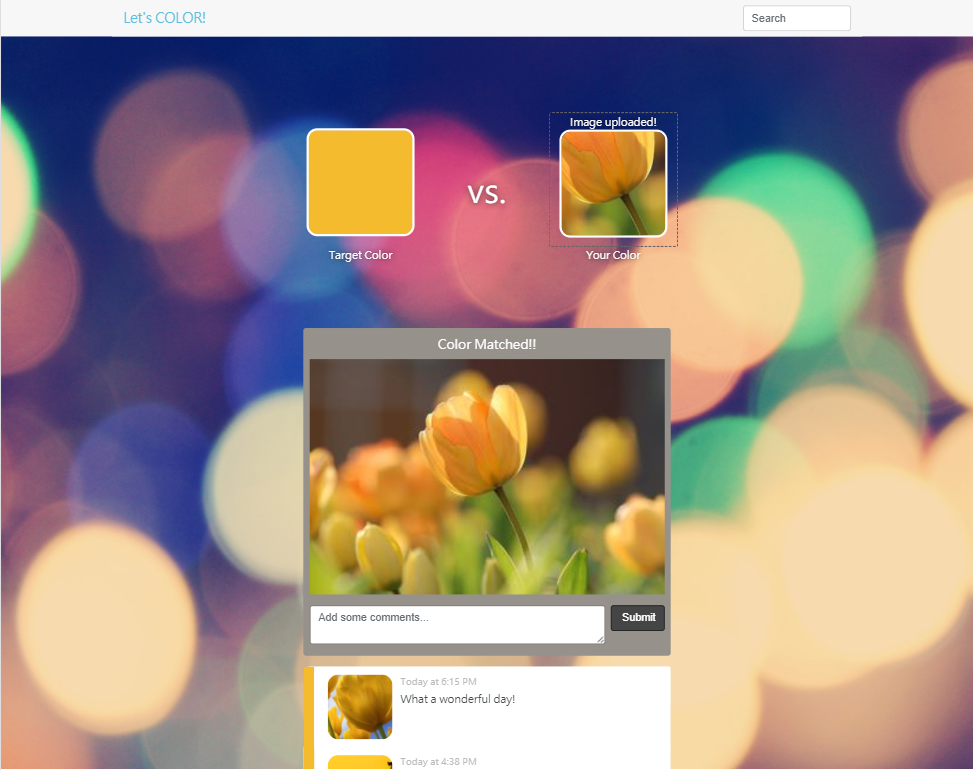 Let's COLOR!
Search
Image uploaded!
vs.
Target Color
Your Color
Color Matched!!
Add some comments...
Submit
Today at 6:15 PM
What a wonderful day!
Today at 4:38 PM